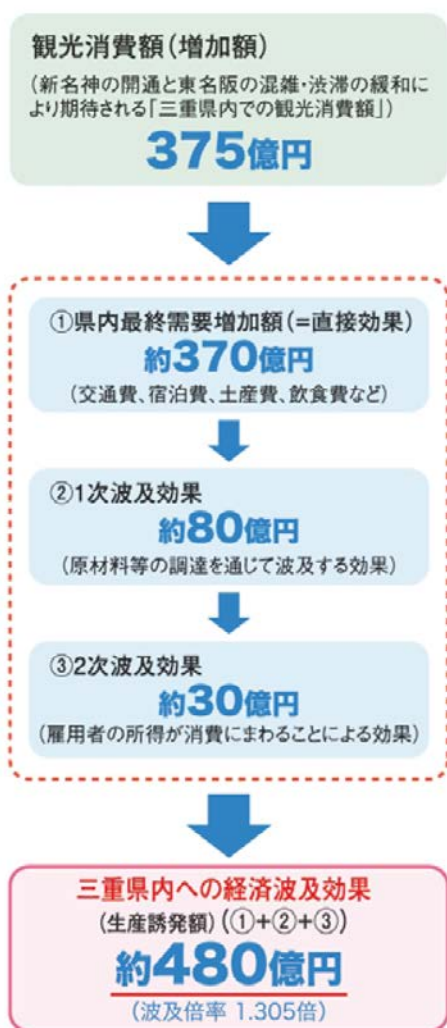 観光消費額(増加額)
(新名神の開通と東名阪の混雑・渋滞の緩和に
より期待される「三重県内での観光消費額」)
375億円
①県内最終需要増加額(=直接効果)
約370億円
(交通費、宿泊費、土産費、飲食費など)
②1次波及効果
約80億円
(原材料等の調達を通じて波及する効果)
③2次波及効果
約30億円
(雇用者の所得が消費にまわることによる効果)
三重県内への経済波及効果
(生産誘発額)(①+②+③)
約480億円
(波及倍率 1.305倍)